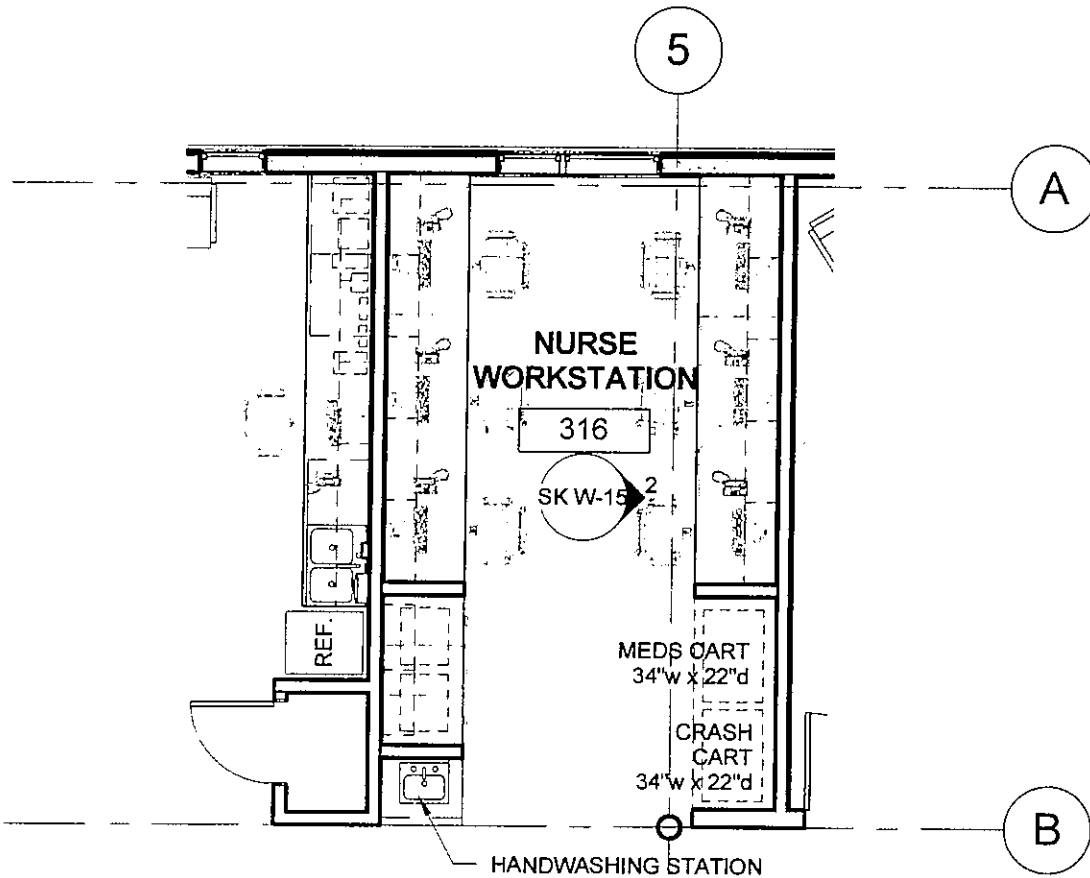 5
A
NURSE
WORKSTATION
316
SK W-15
2
REF.
MEDS CART
34"w x 22"d
CRASH
CART
34"w x 22"d
B
HANDWASHING STATION